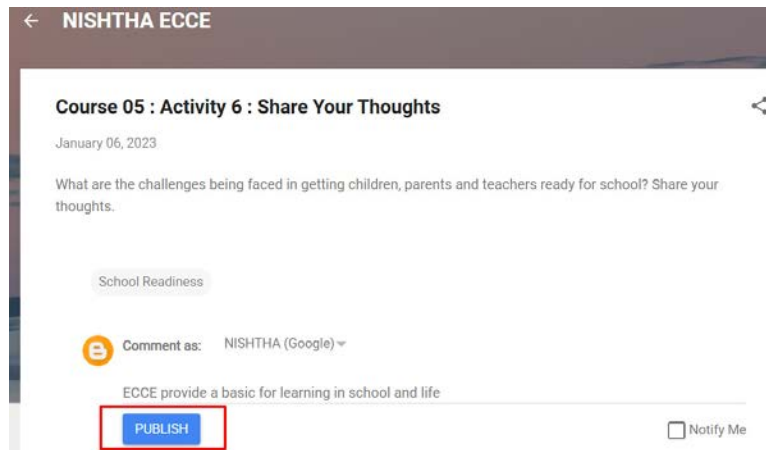 NISHTHA ECCE
Course 05 : Activity 6 : Share Your Thoughts
January 06, 2023
What are the challenges being faced in getting children, parents and teachers ready for school? Share your
thoughts.
School Readiness
Comment as: NISHTHA (Google)
ECCE provide a basic for learning in school and life
PUBLISH Notify Me